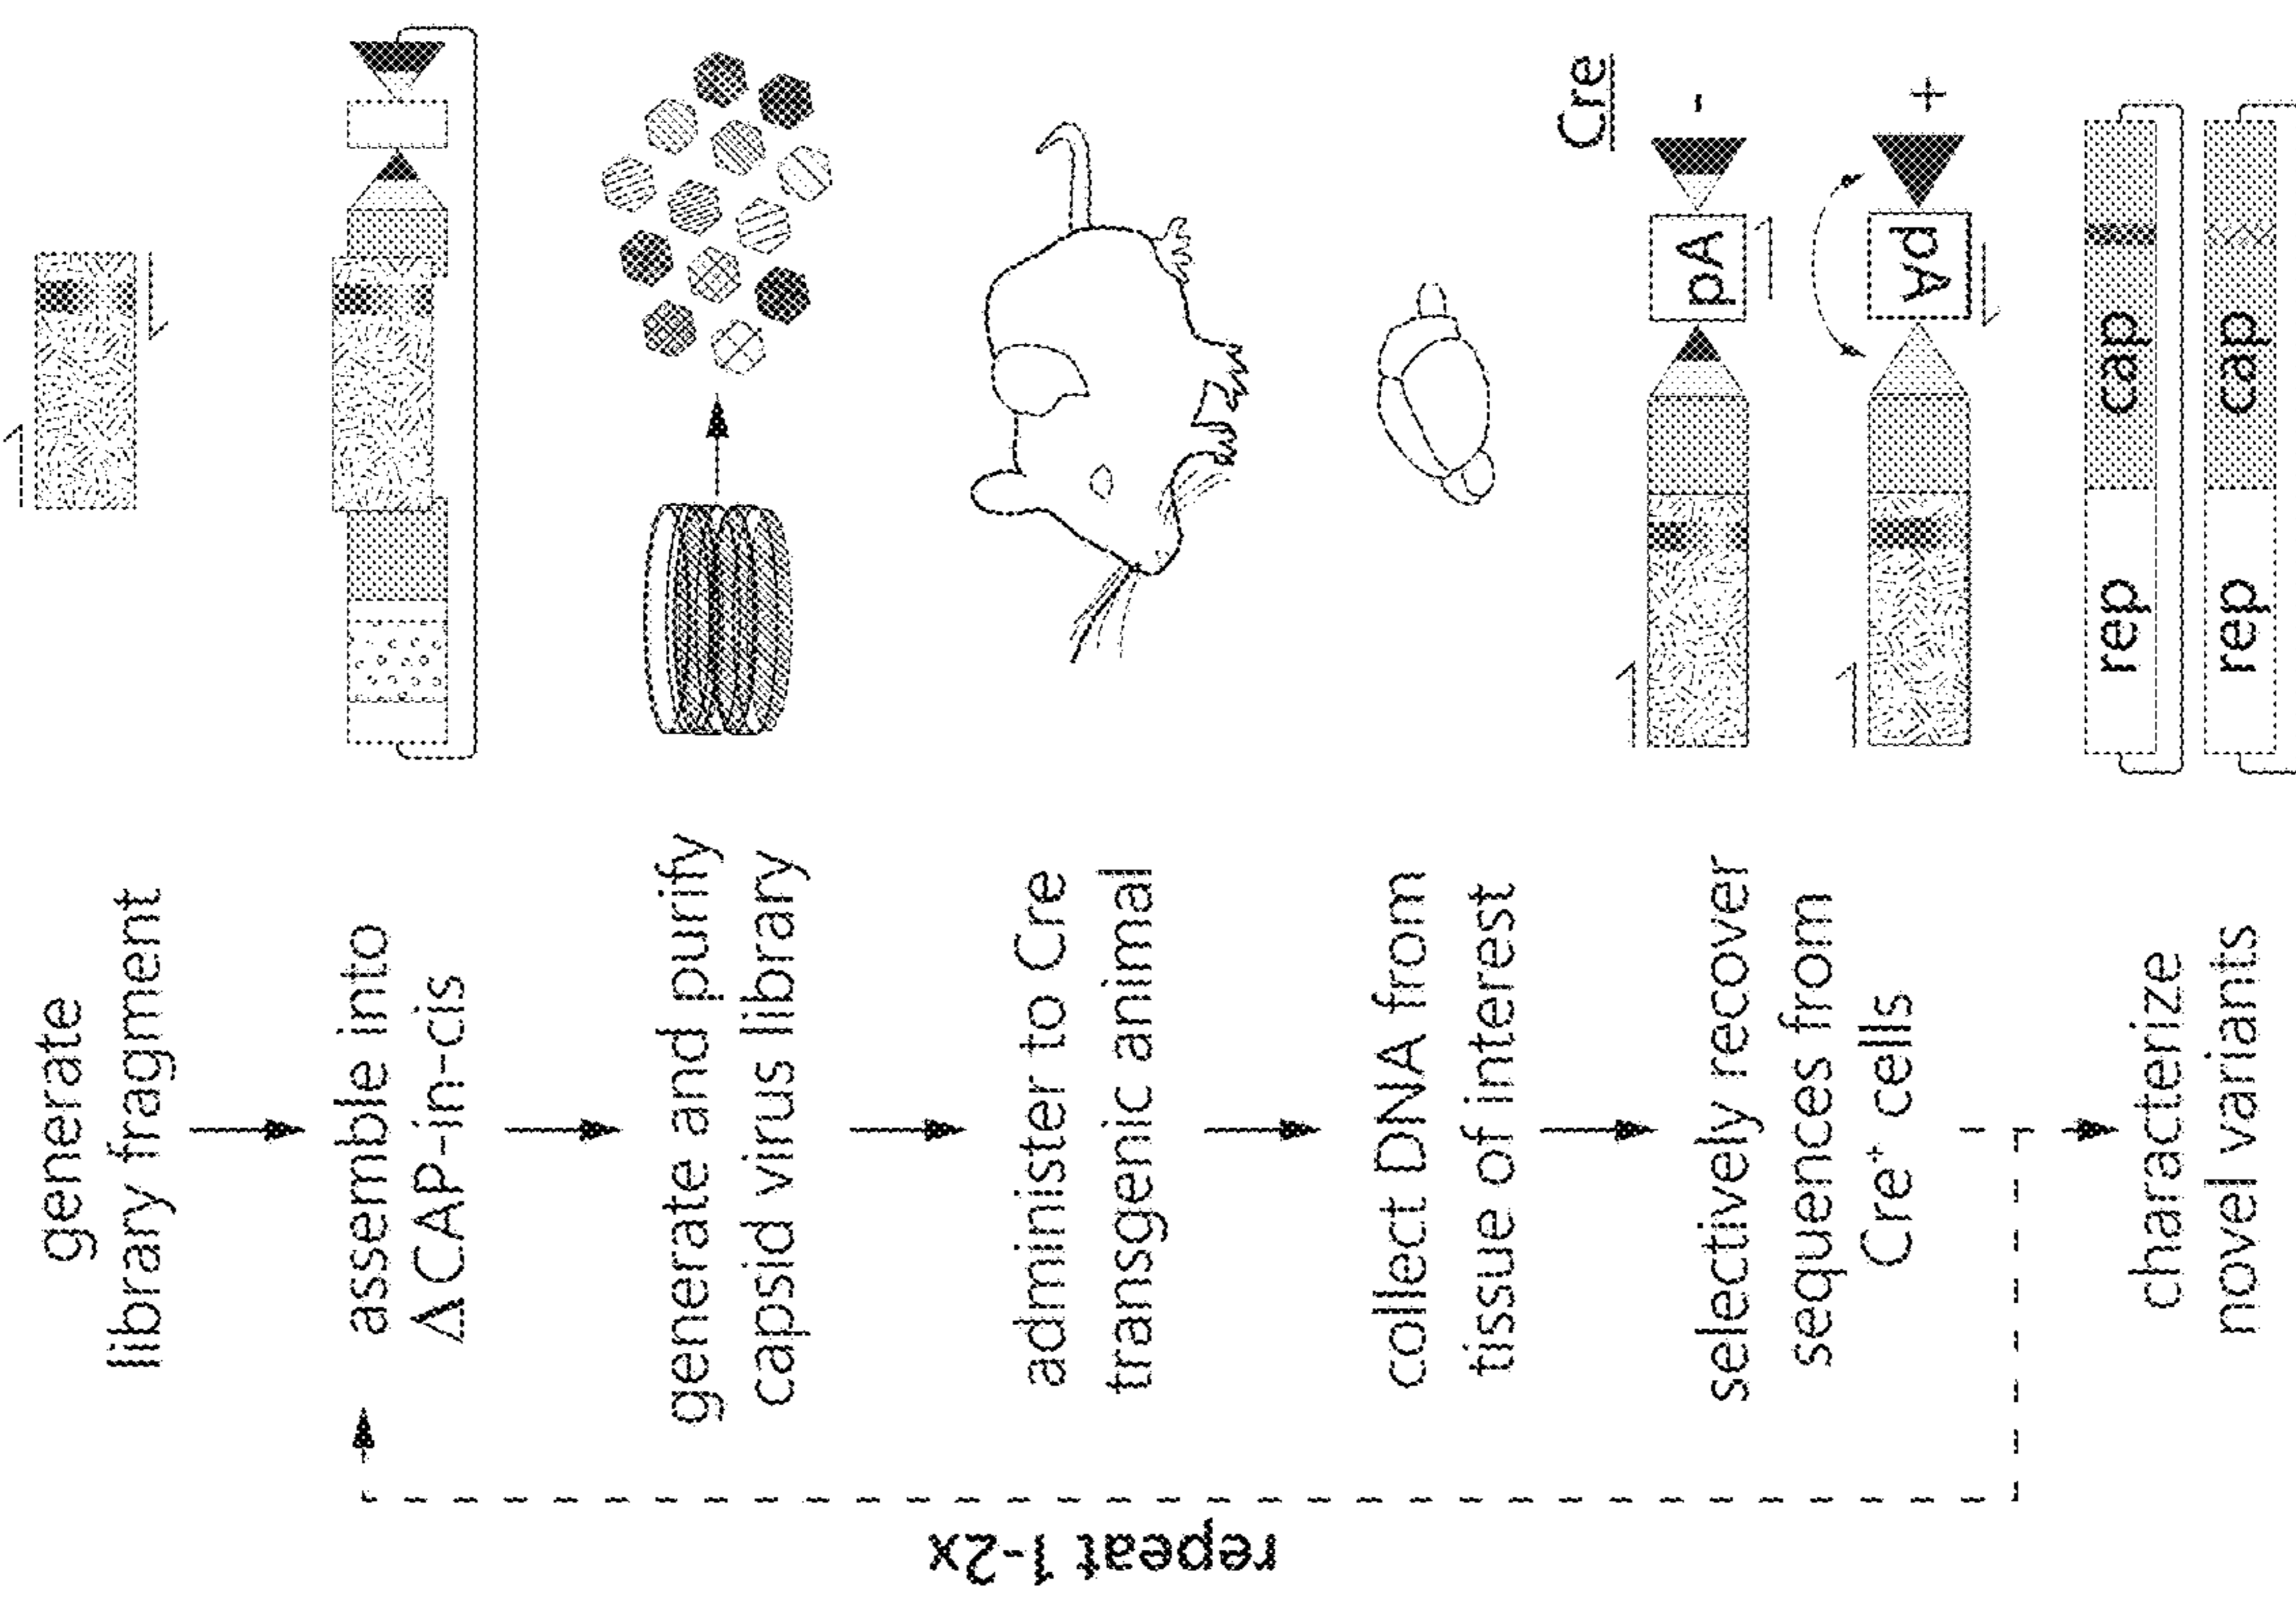 generate
library fragment
assemble into
ΔCAP-in-cis
generate and purify
capsid virus library
administer to Cre
transgenic animal
collect DNA from
tissue of interest
selectively recover
sequences from
Cre⁺ cells
characterize
novel variants
repeat 1-2x
Cre
pA
-
pA
+
rep cap
rep cap